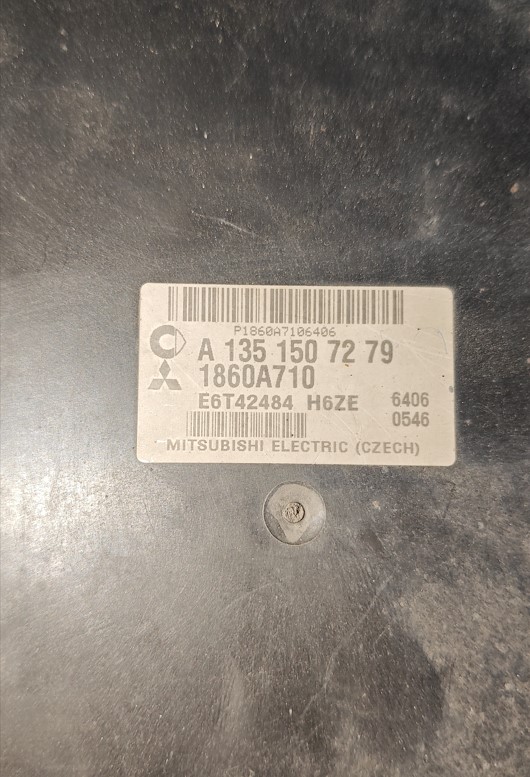 P1860A7106406
A 135 150 72 79
1860A710
E6T42484 H6ZE 6406
0546
MITSUBISHI ELECTRIC (CZECH)